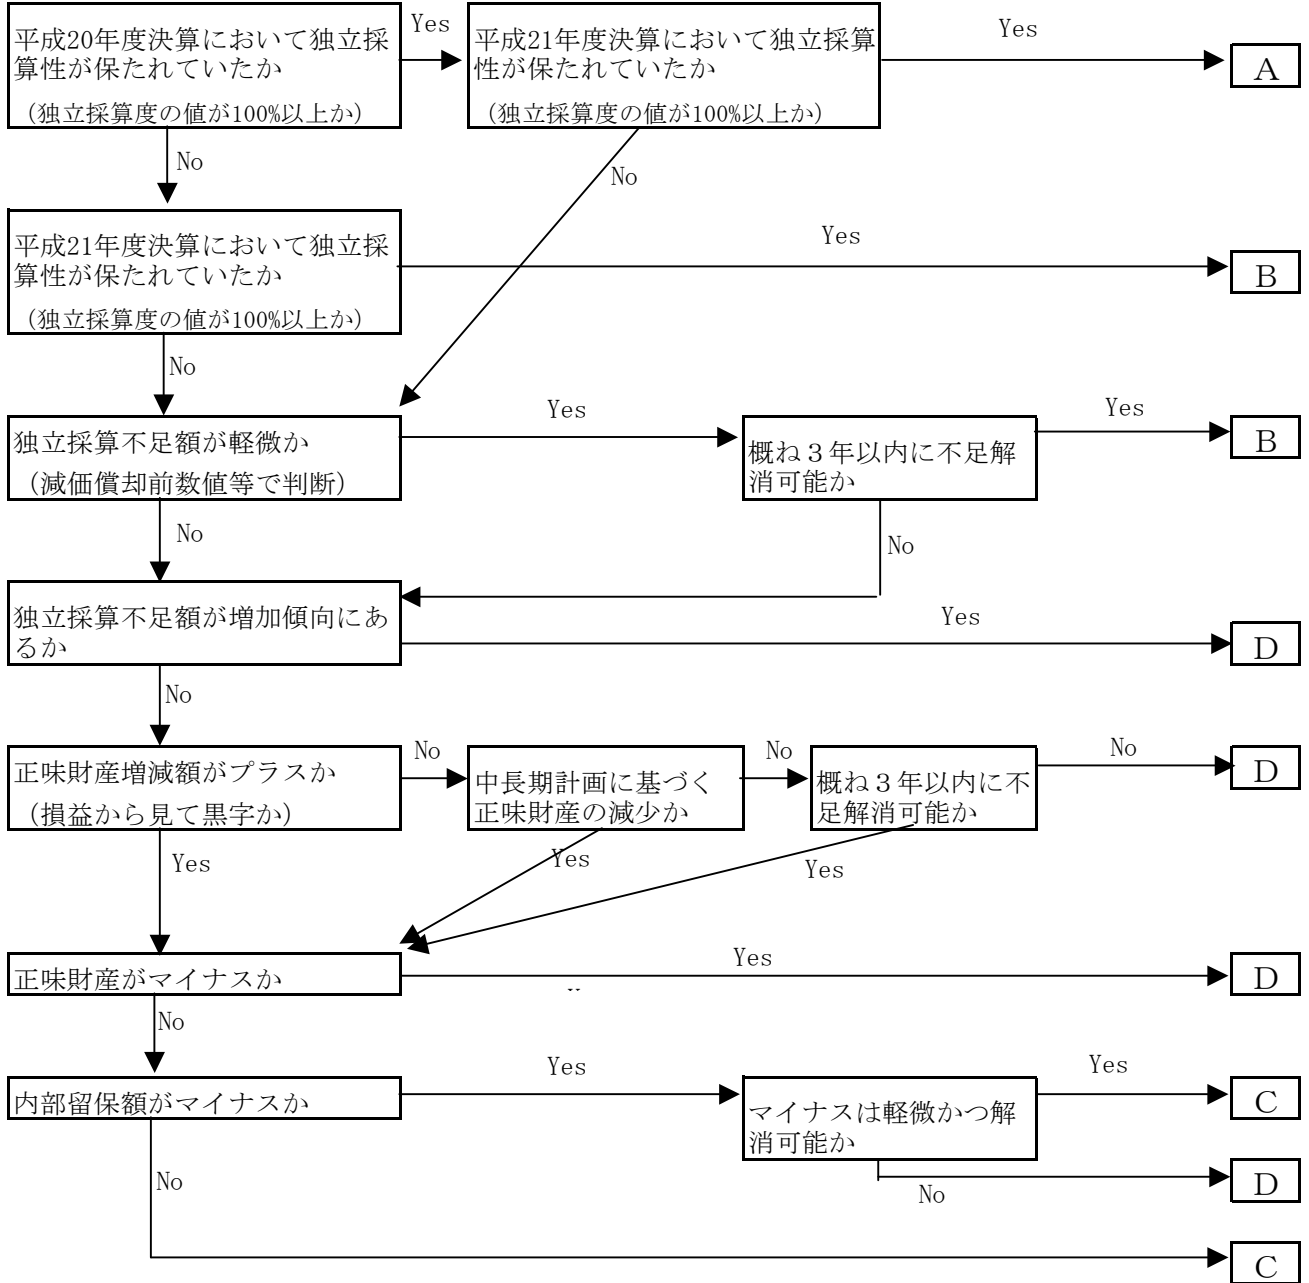 平成20年度決算において独立採
算性が保たれていたか
（独立採算度の値が100%以上か）
Yes
平成21年度決算において独立採算
性が保たれていたか
（独立採算度の値が100%以上か）
Yes
A
No
No
平成21年度決算において独立採
算性が保たれていたか
（独立採算度の値が100%以上か）
Yes
B
No
独立採算不足額が軽微か
（減価償却前数値等で判断）
Yes
概ね３年以内に不足解
消可能か
Yes
B
No
No
独立採算不足額が増加傾向にあ
るか
Yes
D
No
正味財産増減額がプラスか
（損益から見て黒字か）
No
中長期計画に基づく
正味財産の減少か
No
概ね３年以内に不
足解消可能か
No
D
Yes
Yes
Yes
正味財産がマイナスか
Yes
D
No
内部留保額がマイナスか
Yes
マイナスは軽微かつ解
消可能か
Yes
C
No
No
D
C